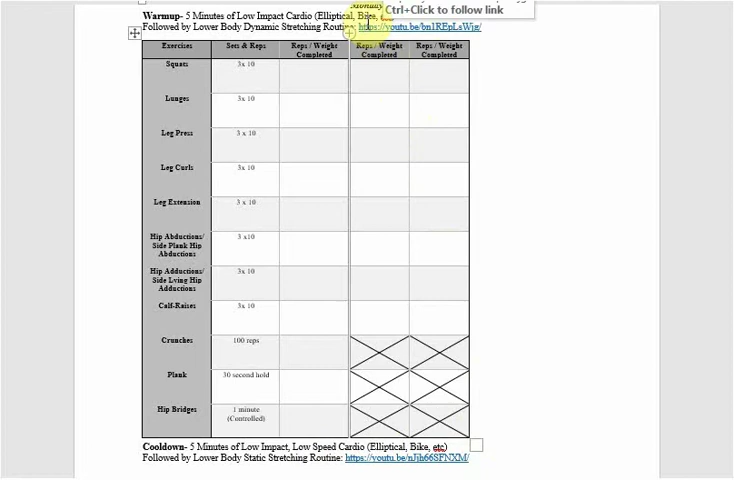 Monday
Ctrl+Click to follow link
Warmup- 5 Minutes of Low Impact Cardio (Elliptical, Bike, etc
Followed by Lower Body Dynamic Stretching Routine: https://youtu.be/bn1REpLsWjg/
Exercises Sets & Reps Reps / Weight Completed Reps / Weight Completed Reps / Weight Completed
Squats 3x 10
Lunges 3x 10
Leg Press 3 x 10
Leg Curls 3x 10
Leg Extension 3 x 10
Hip Abductions/ 3 x10
Side Plank Hip
Abductions
Hip Adductions/ 3x 10
Side Lying Hip
Adductions
Calf-Raises 3x 10
Crunches 100 reps
Plank 30 second hold
Hip Bridges 1 minute
(Controlled)
Cooldown- 5 Minutes of Low Impact, Low Speed Cardio (Elliptical, Bike, etc)
Followed by Lower Body Static Stretching Routine: https://youtu.be/nJjh66SFNXM/